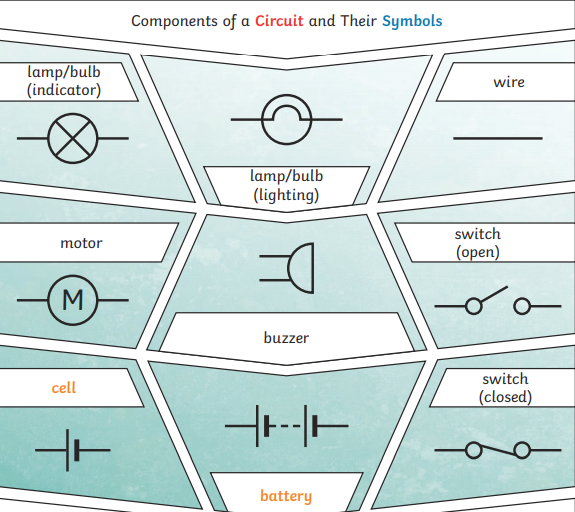 Components of a Circuit and Their Symbols
lamp/bulb
(indicator)
lamp/bulb
(lighting)
wire
motor
M
buzzer
switch
(open)
cell
battery
switch
(closed)